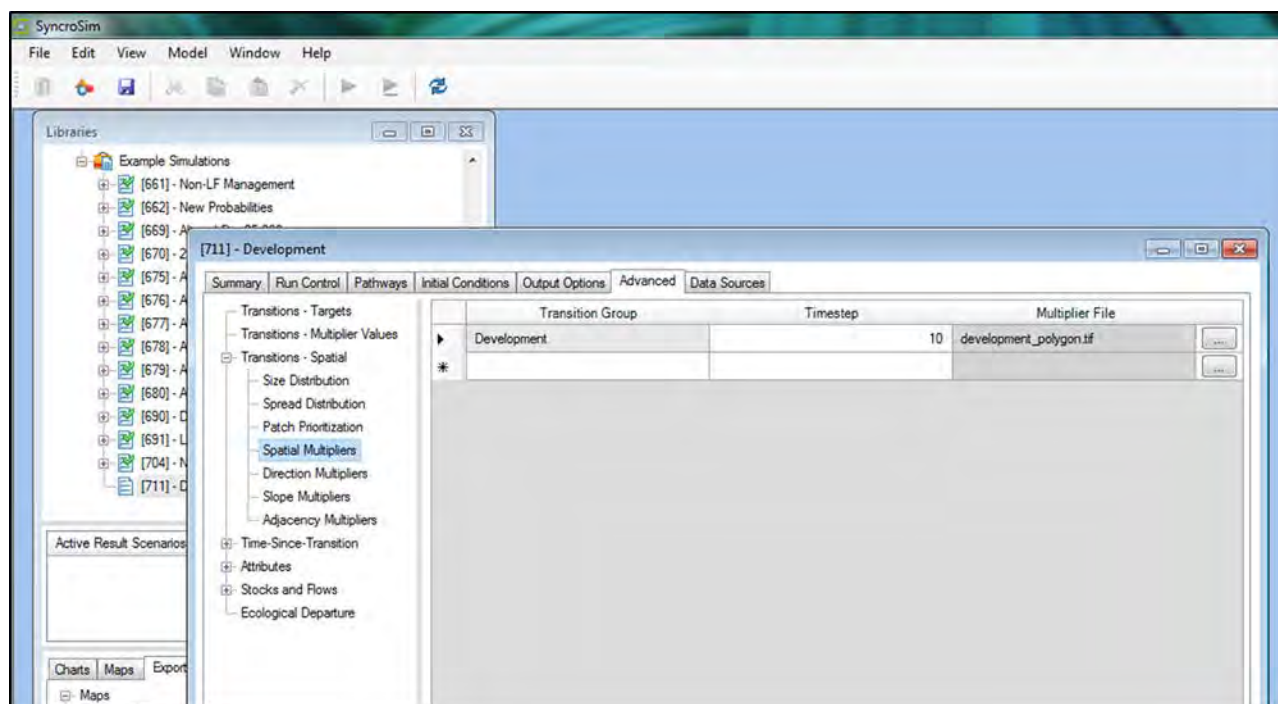 SyncroSim
File Edit View Model Window Help
Libraries
Example Simulations
[661] - Non-LF Management
[662] - New Probabilities
[669] - A
[670] - 2
[675] - A
[676] - A
[677] - A
[678] - A
[679] - A
[680] - A
[690] - D
[691] - L
[704] - N
[711] - D
Active Result Scenarios
Charts Maps Export
Maps
[711] - Development
Summary Run Control Pathways Initial Conditions Output Options Advanced Data Sources
Transitions - Targets
Transitions - Multiplier Values
Transitions - Spatial
Size Distribution
Spread Distribution
Patch Prioritization
Spatial Multipliers
Direction Multipliers
Slope Multipliers
Adjacency Multipliers
Time-Since-Transition
Attributes
Stocks and Flows
Ecological Departure
Transition Group Timestep Multiplier File
Development 10 development_polygon.tif ...
...